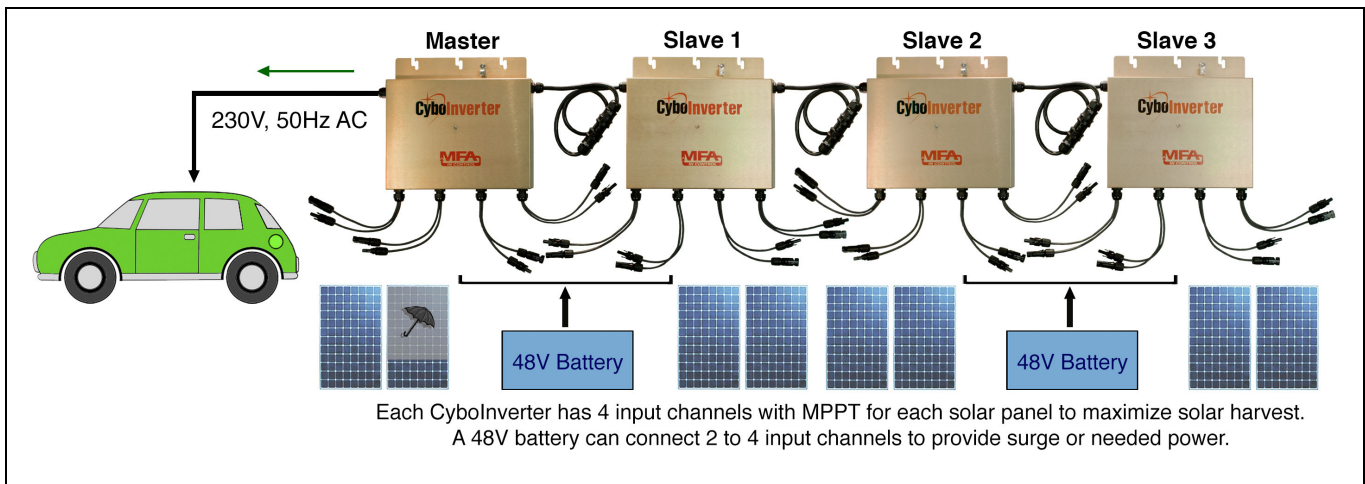 Master
Slave 1
Slave 2
Slave 3
CyboInverter
CyboInverter
CyboInverter
CyboInverter
230V, 50Hz AC
MFA
MFA
MFA
MFA
48V Battery
48V Battery
Each CyboInverter has 4 input channels with MPPT for each solar panel to maximize solar harvest.
A 48V battery can connect 2 to 4 input channels to provide surge or needed power.